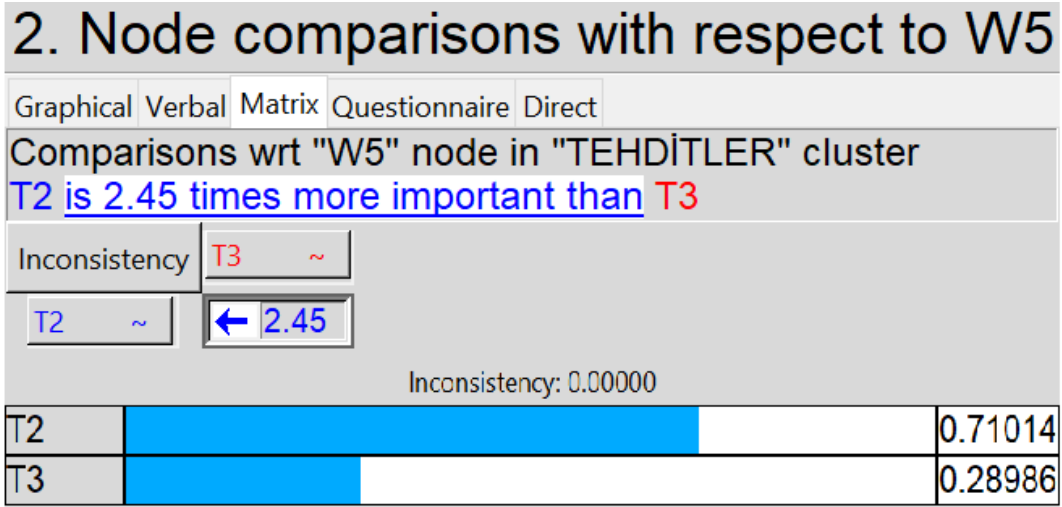 2. Node comparisons with respect to W5
Graphical Verbal Matrix Questionnaire Direct
Comparisons wrt "W5" node in "TEHDİTLER" cluster
T2 is 2.45 times more important than T3
Inconsistency T3 ~
T2 ~ ← 2.45
Inconsistency: 0.00000
T2 0.71014
T3 0.28986